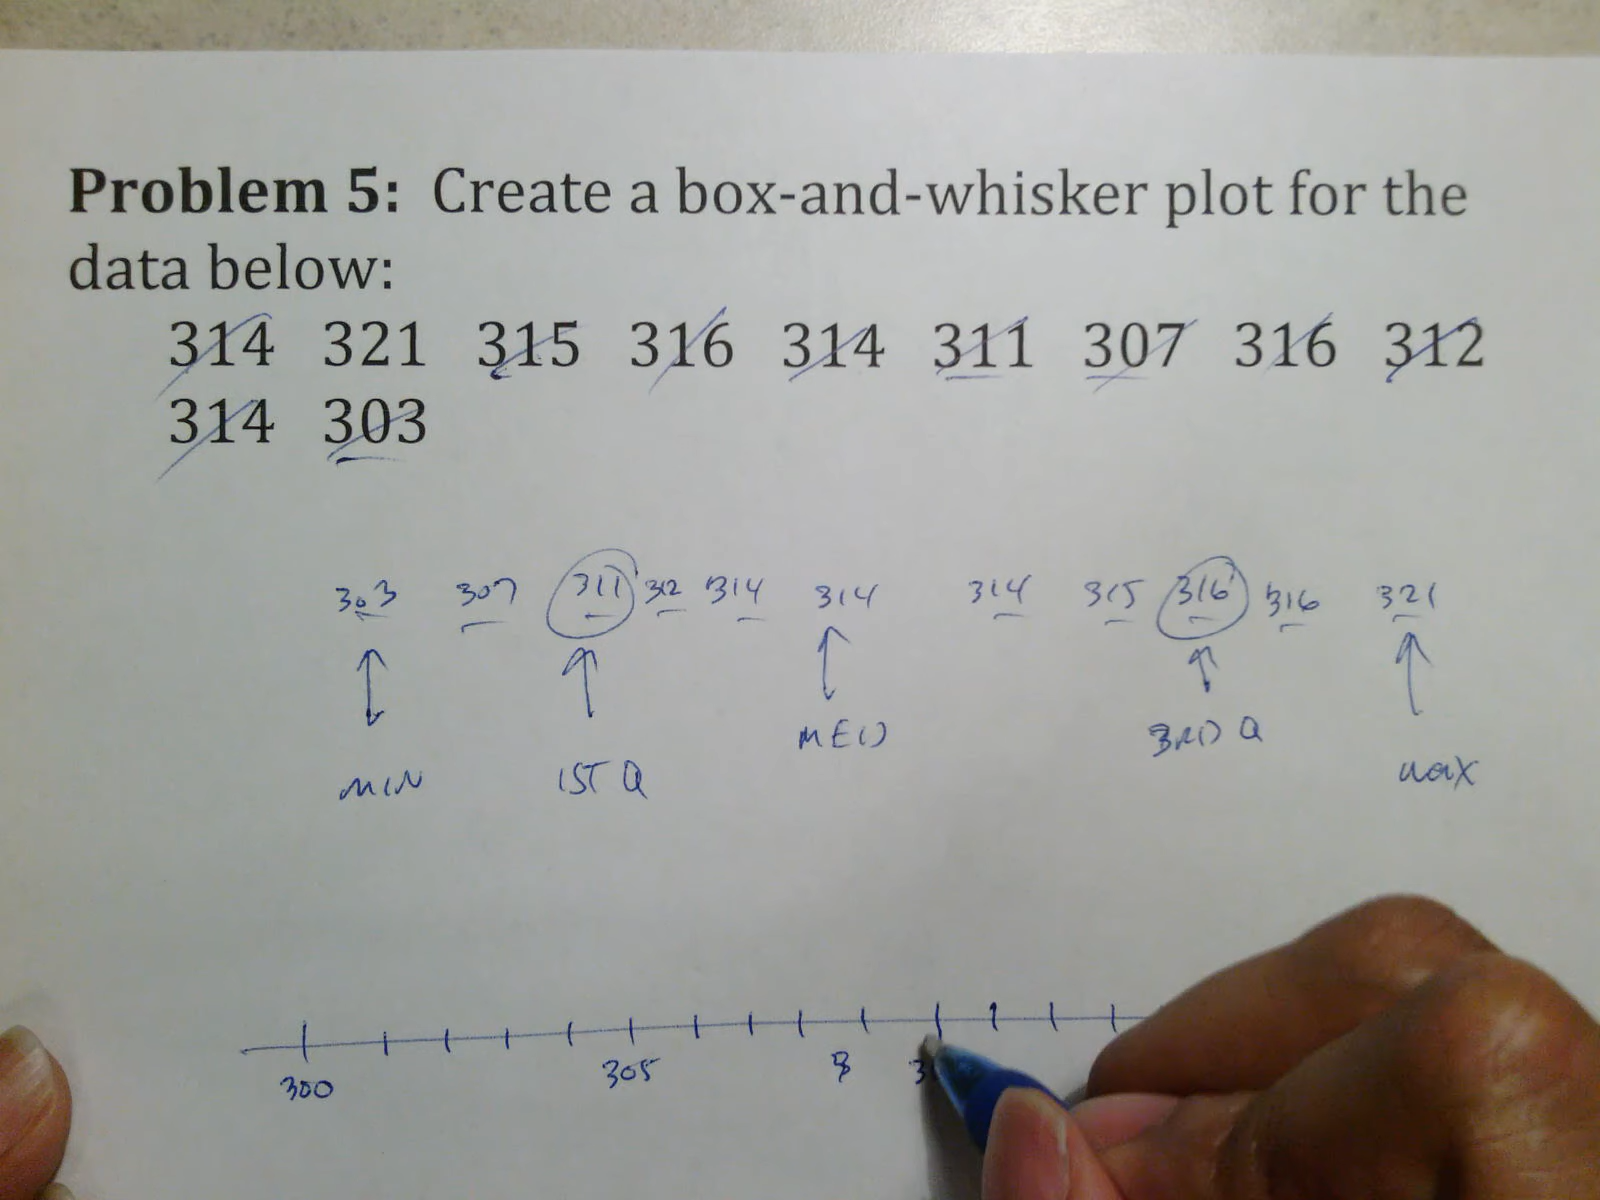 Problem 5: Create a box-and-whisker plot for the
data below:
314 321 315 316 314 311 307 316 312
314 303
303 307 311 312 314 314 314 315 316 316 321
MIN 1ST Q MED 3RD Q MAX
300 305